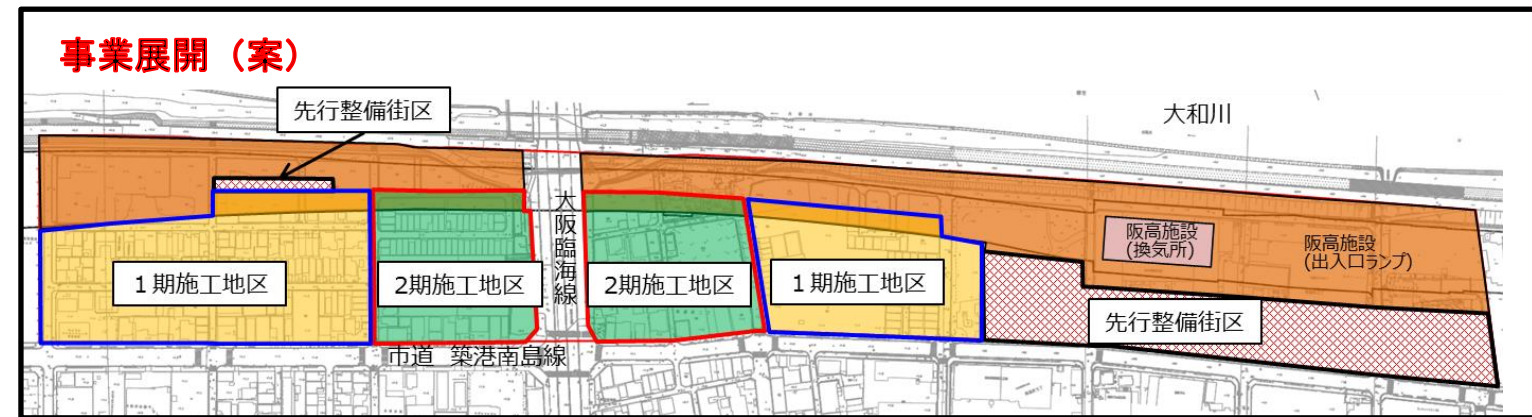 事業展開（案）
先行整備街区
大和川
大阪臨海線
阪高施設
(換気所)
阪高施設
(出入口ランプ)
１期施工地区
2期施工地区
2期施工地区
１期施工地区
先行整備街区
市道 築港南島線